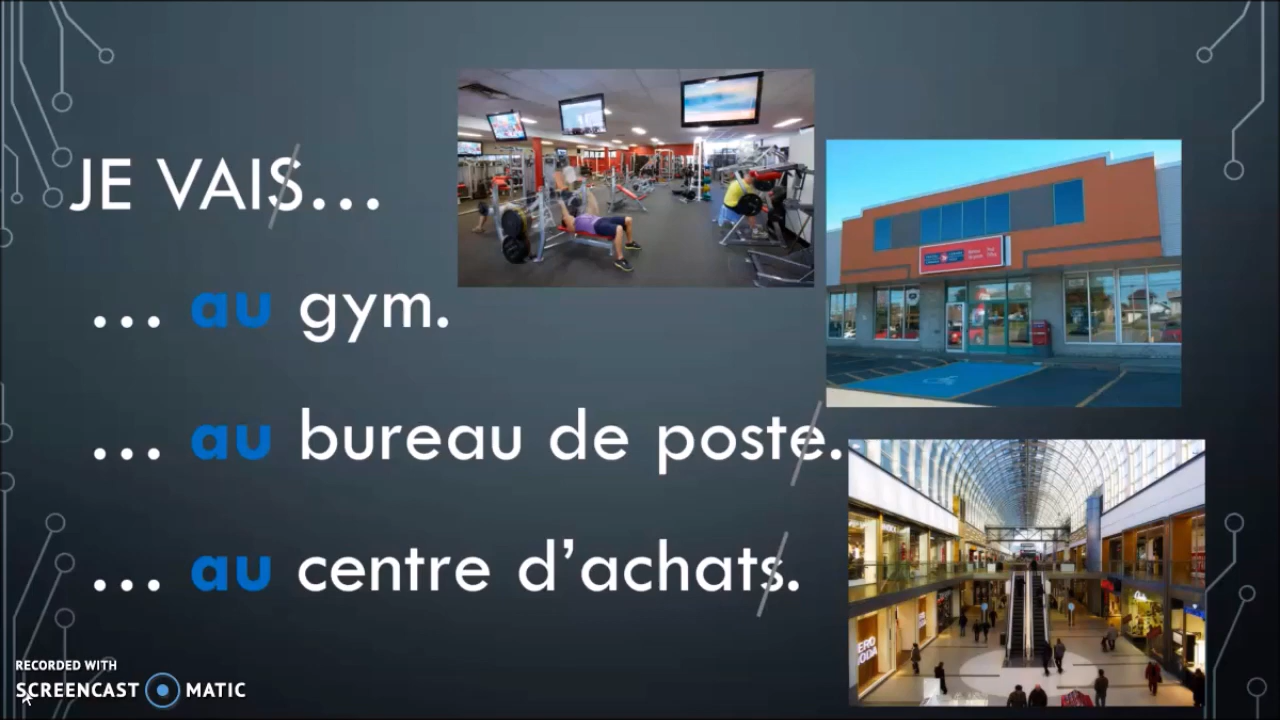 JE VAIS...
... au gym.
... au bureau de poste.
... au centre d'achats.
RECORDED WITH
SCREENCAST MATIC